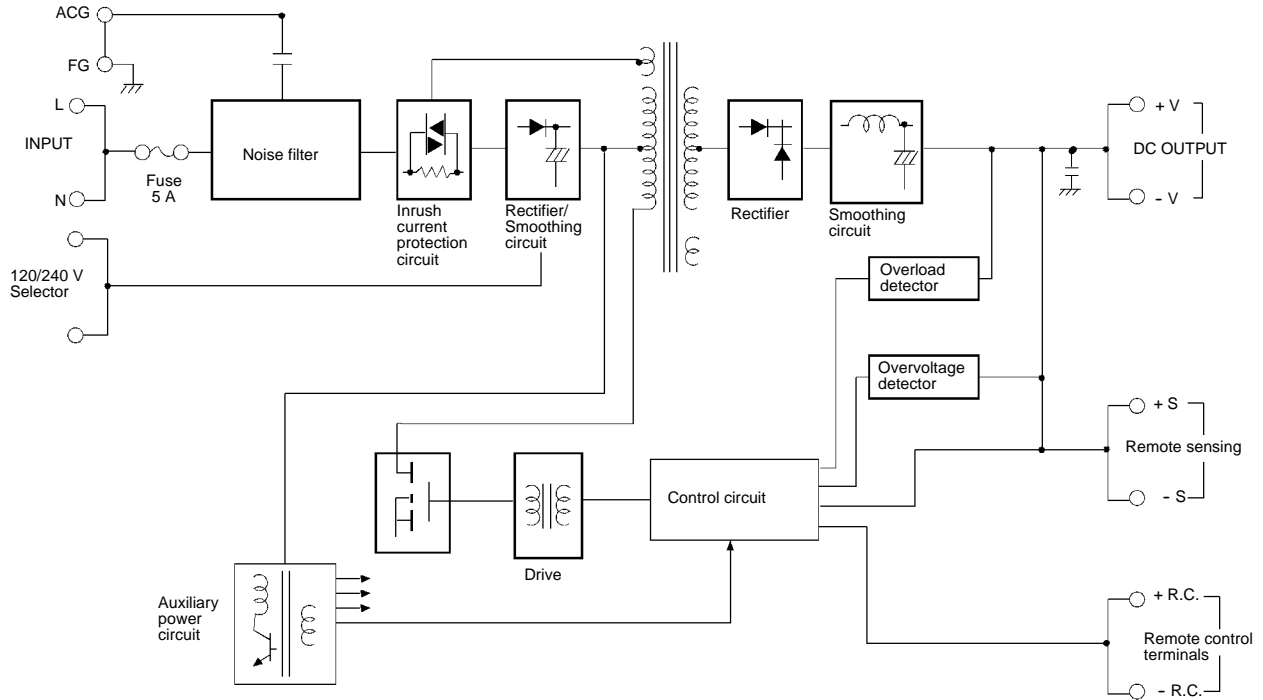 ACG
FG
L
INPUT
N
Fuse
5 A
Noise filter
Inrush
current
protection
circuit
Rectifier/
Smoothing
circuit
Rectifier
Smoothing
circuit
+ V
DC OUTPUT
- V
120/240 V
Selector
Overload
detector
Overvoltage
detector
+ S
Remote sensing
- S
Control circuit
Drive
Auxiliary
power
circuit
+ R.C.
Remote control
terminals
- R.C.